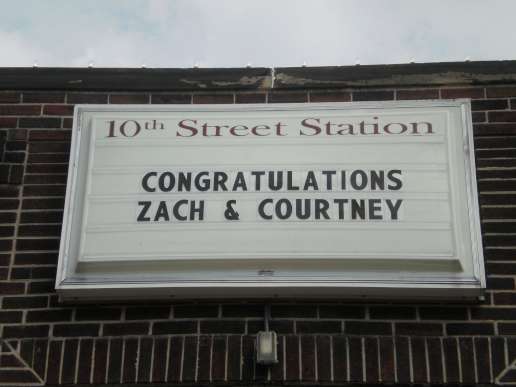 10th Street Station
CONGRATULATIONS
ZACH & COURTNEY